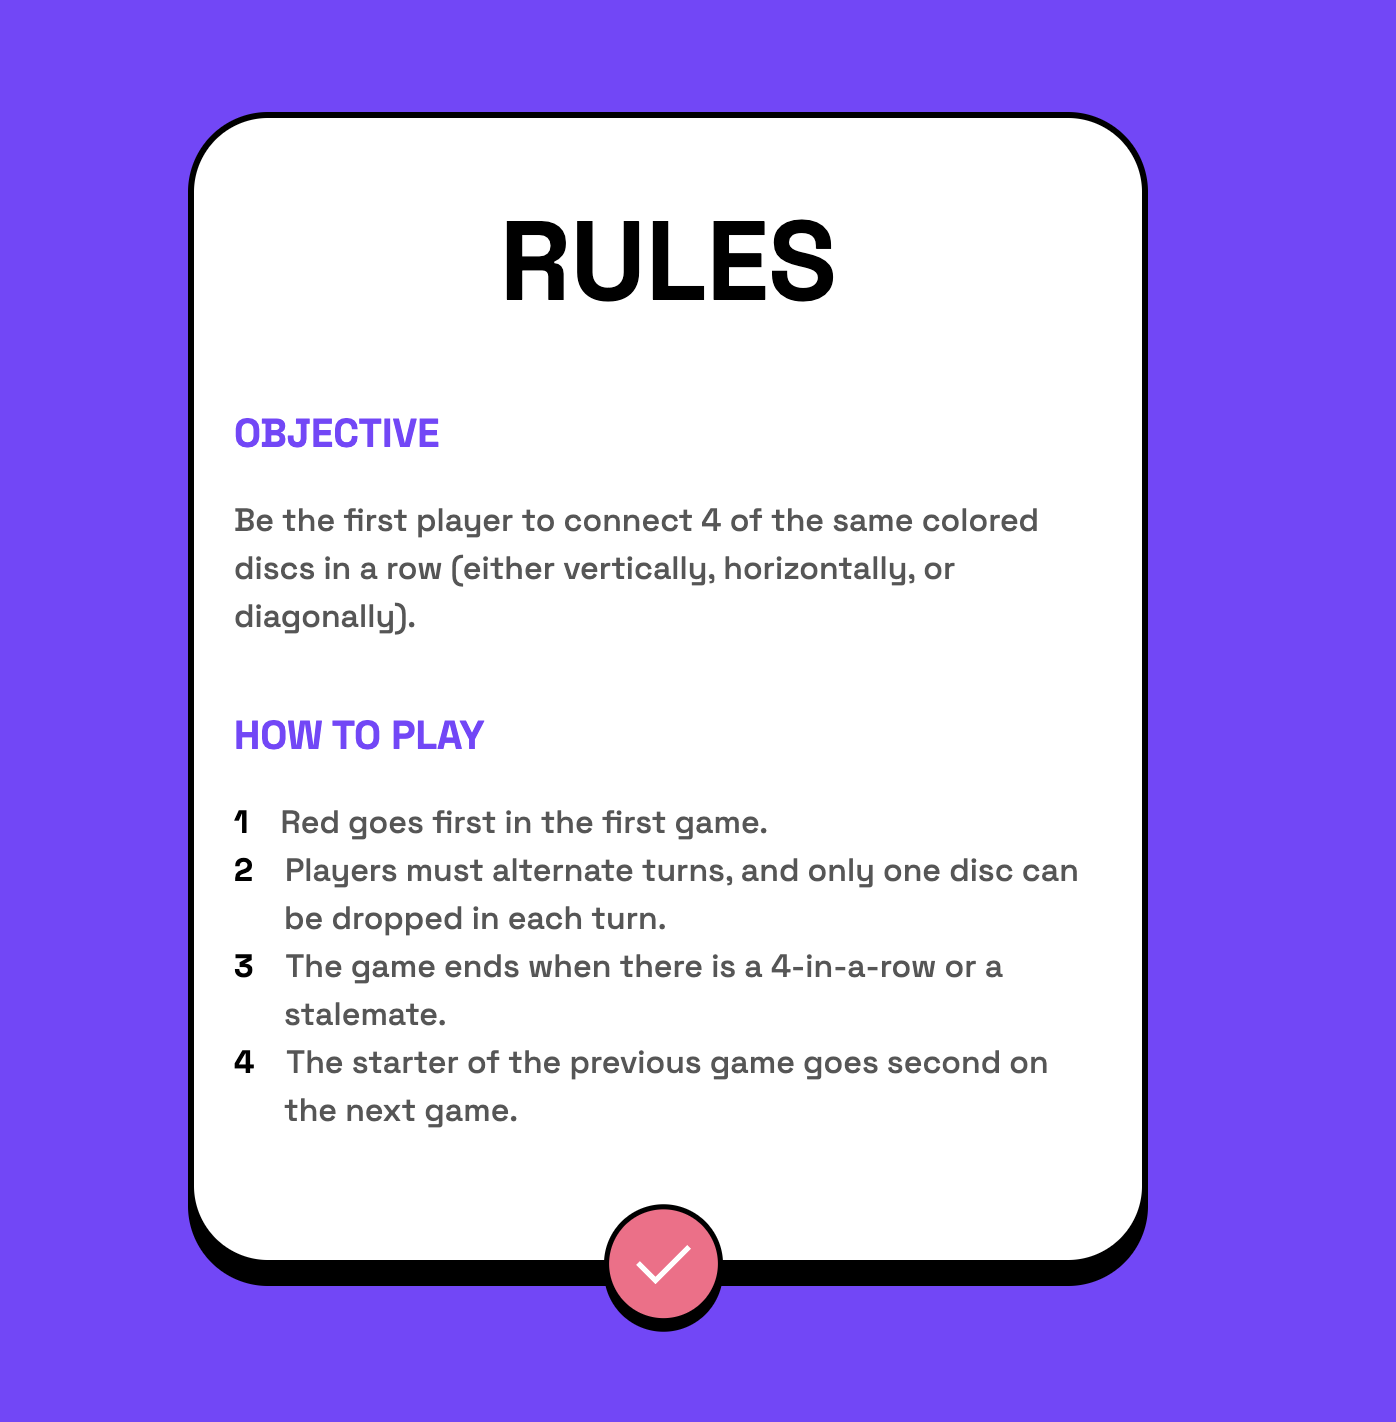 RULES
OBJECTIVE
Be the first player to connect 4 of the same colored
discs in a row (either vertically, horizontally, or
diagonally).
HOW TO PLAY
1 Red goes first in the first game.
2 Players must alternate turns, and only one disc can
be dropped in each turn.
3 The game ends when there is a 4-in-a-row or a
stalemate.
4 The starter of the previous game goes second on
the next game.